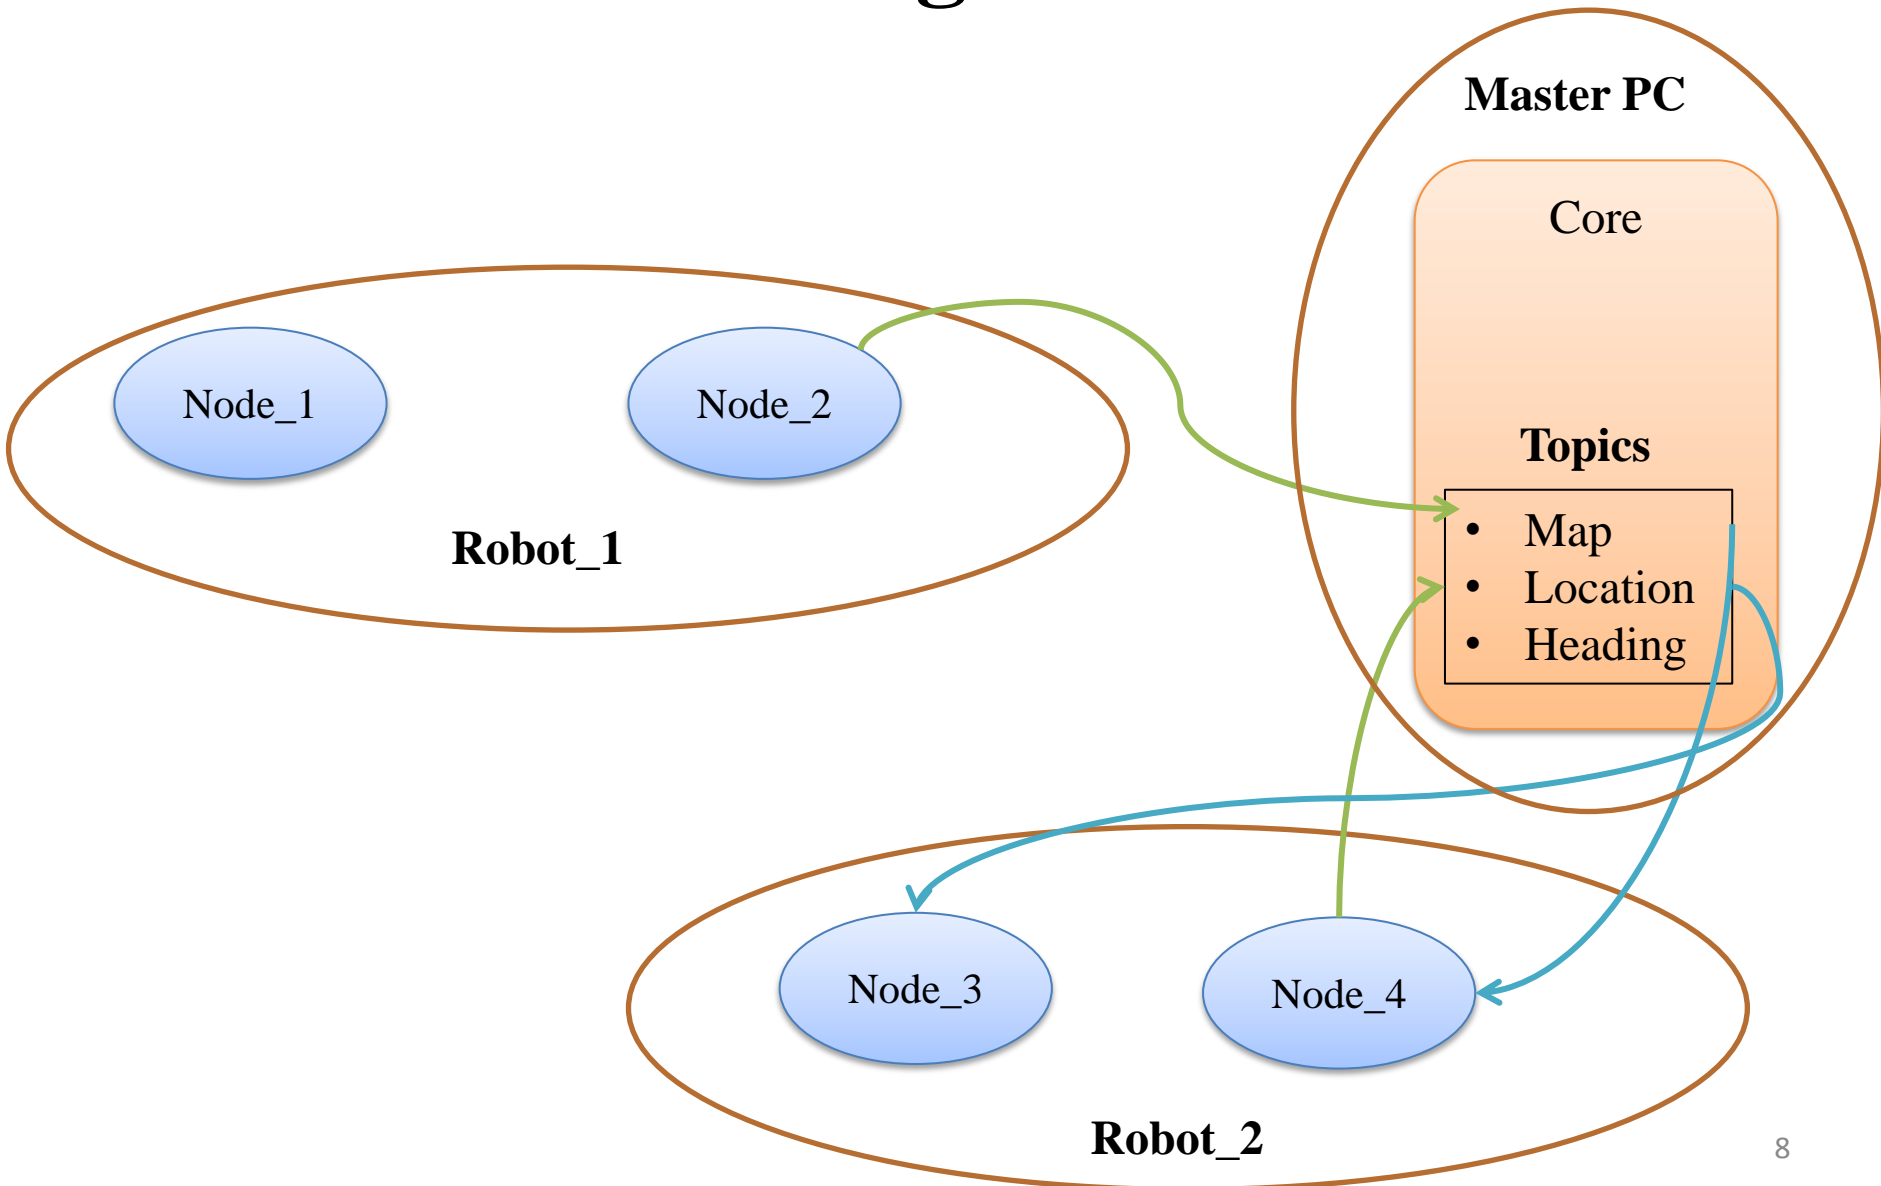 Master PC
Core
Node_1
Node_2
Topics
• Map
• Location
• Heading
Robot_1
Node_3
Node_4
Robot_2
8